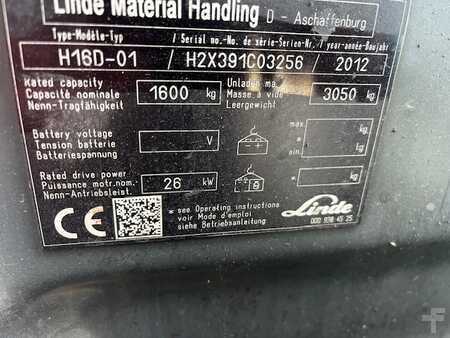 Linde Material Handling D - Aschaffenburg
Type-Modèle-Typ / Serial no.-No. de série-Serien-Nr. / year-année-Baujahr
H16D-01 / H2X391C03256 / 2012
Rated capacity
Capacité nominale 1600 kg
Nenn-Tragfähigkeit
Unladen ma.
Masse à vide 3050 kg
Leergewicht
Battery voltage
Tension batterie V
Batteriespannung
max. kg
min. kg
Rated drive power
Puissance motr.nom. 26 kW
Nenn-Antriebsleist.
* kg
CE
* see Operating instructions
voir Mode d'emploi
siehe Betriebsanleitung
Linde
000 938 45 25
F